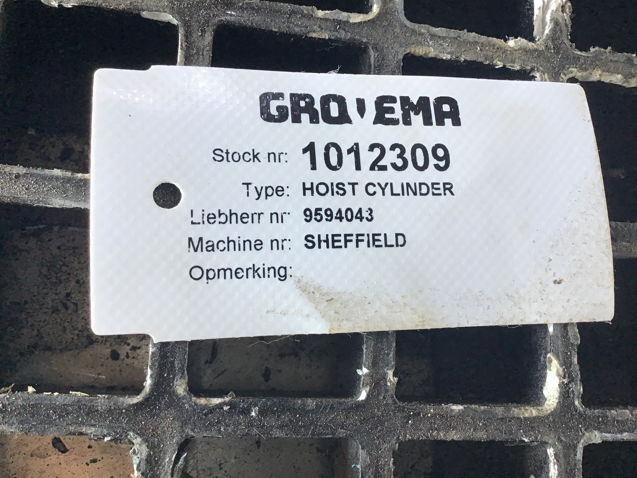 GROVEMA
Stock nr: 1012309
Type: HOIST CYLINDER
Liebherr nr: 9594043
Machine nr: SHEFFIELD
Opmerking: